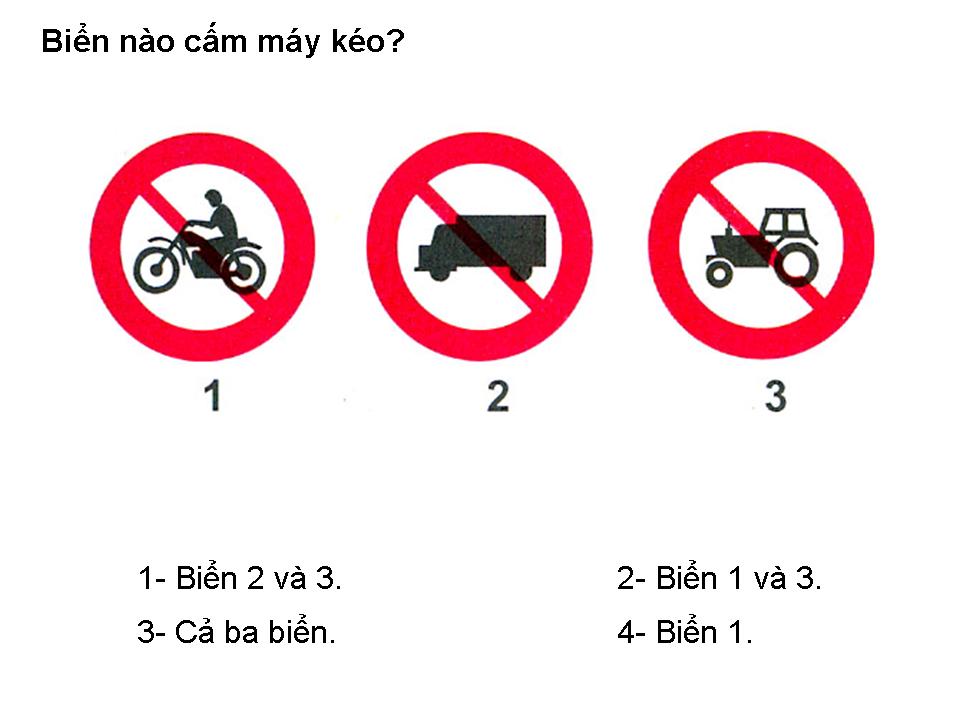 Biển nào cấm máy kéo?
1 2 3
1- Biển 2 và 3. 2- Biển 1 và 3.
3- Cả ba biển. 4- Biển 1.